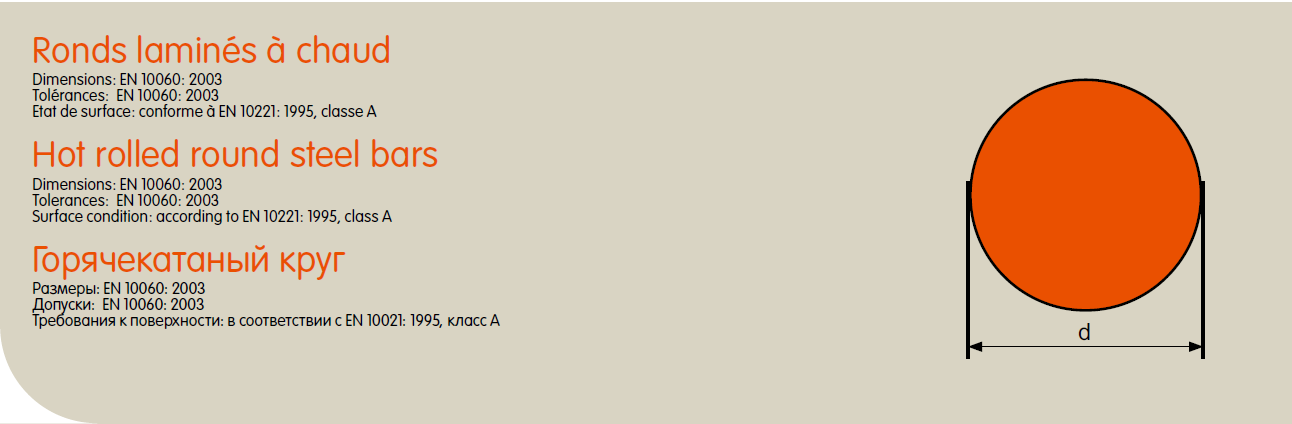 Ronds laminés à chaud
Dimensions: EN 10060: 2003
Tolérances: EN 10060: 2003
Etat de surface: conforme à EN 10221: 1995, classe A
Hot rolled round steel bars
Dimensions: EN 10060: 2003
Tolerances: EN 10060: 2003
Surface condition: according to EN 10221: 1995, class A
Горячекатаный круг
Размеры: EN 10060: 2003
Допуски: EN 10060: 2003
Требования к поверхности: в соответствии с EN 10021: 1995, класс A
d